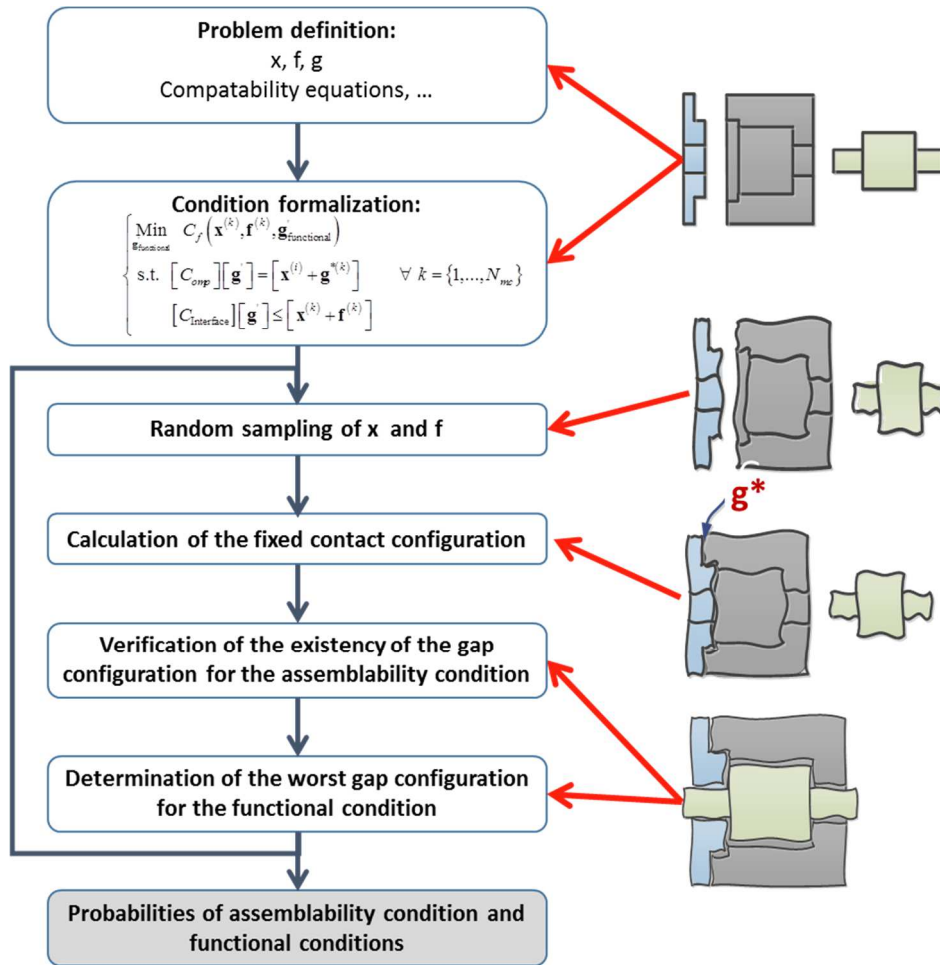 Problem definition:
x, f, g
Compatability equations, ...
Condition formalization:
Min C_f(x^(k), f^(k), g_functional)
g_functional
s.t. [C_omp][g] = [x^(i) + g*^(k)] ∀ k = {1,...,N_mc}
[C_Interface][g] ≤ [x^(k) + f^(k)]
Random sampling of x and f
g*
Calculation of the fixed contact configuration
Verification of the existency of the gap
configuration for the assemblability condition
Determination of the worst gap configuration
for the functional condition
Probabilities of assemblability condition and
functional conditions